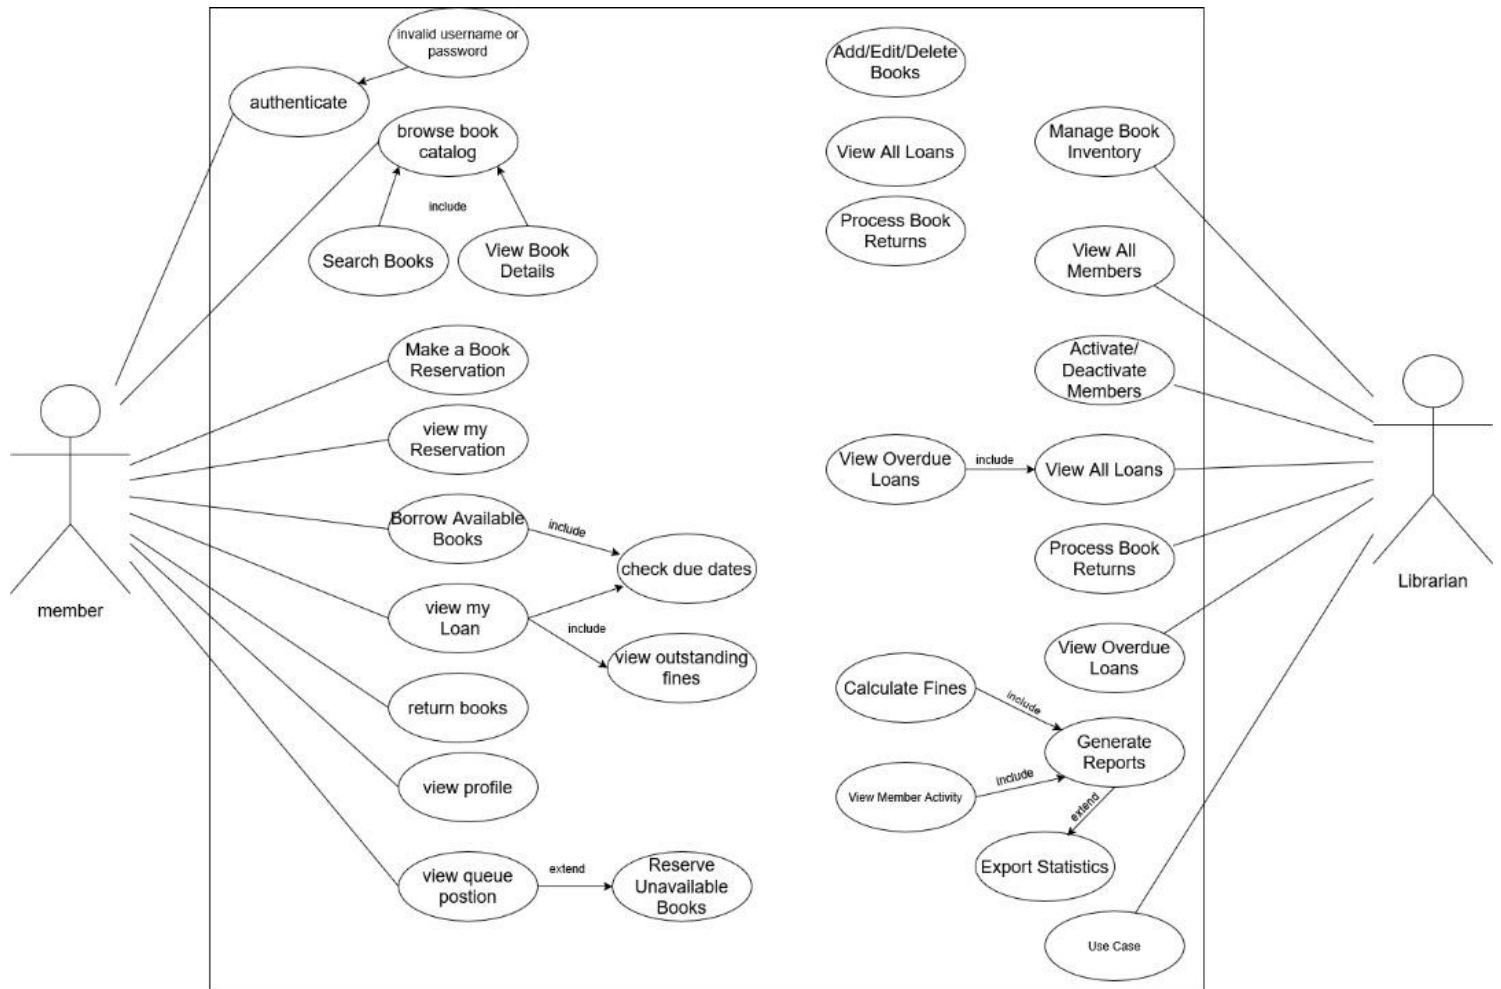 invalid username or
password
authenticate
browse book
catalog
include
Search Books
View Book
Details
Make a Book
Reservation
view my
Reservation
Borrow Available
Books
include
check due dates
view my
Loan
include
view outstanding
fines
return books
view profile
view queue
postion
extend
Reserve
Unavailable
Books
member
Add/Edit/Delete
Books
View All Loans
Process Book
Returns
Manage Book
Inventory
View All
Members
Activate/
Deactivate
Members
View Overdue
Loans
include
View All Loans
Process Book
Returns
View Overdue
Loans
Calculate Fines
include
Generate
Reports
View Member Activity
include
extend
Export Statistics
Use Case
Librarian